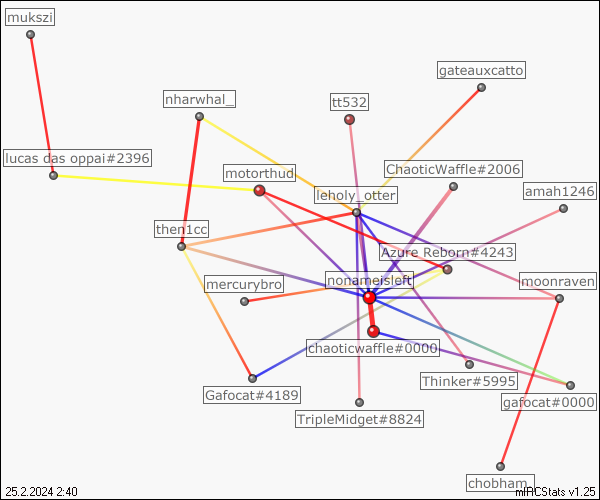 mukszi
gateauxcatto
nharwhal_
tt532
lucas das oppai#2396
motorthud
ChaoticWaffle#2006
leholy_otter
amah1246
then1cc
Azure Reborn#4243
mercurybro
nonameisleft
moonraven
chaoticwaffle#0000
Gafocat#4189
Thinker#5995
gafocat#0000
TripleMidget#8824
chobham_
25.2.2024 2:40
mIRCStats v1.25